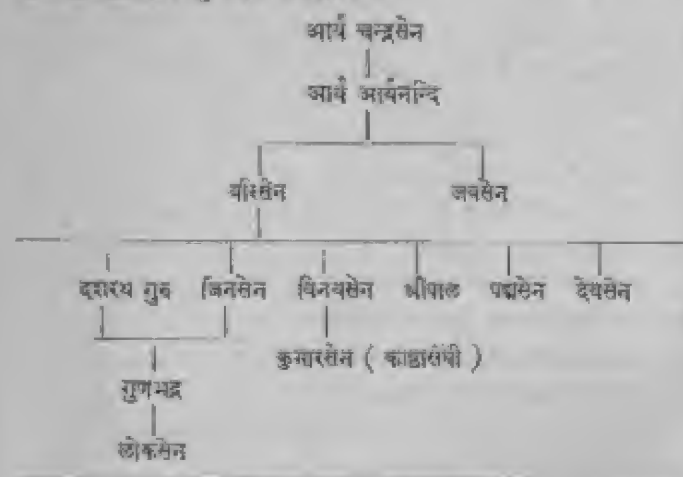 आर्य चन्द्रसेन
आर्य आर्यनन्दि
वीरसेन जयसेन
दशरथ गुरु जिनसेन विनयसेन श्रीपाल पद्मसेन देवसेन
कुमारसेन ( काष्ठासंघी )
गुणभद्र
लोकसेन